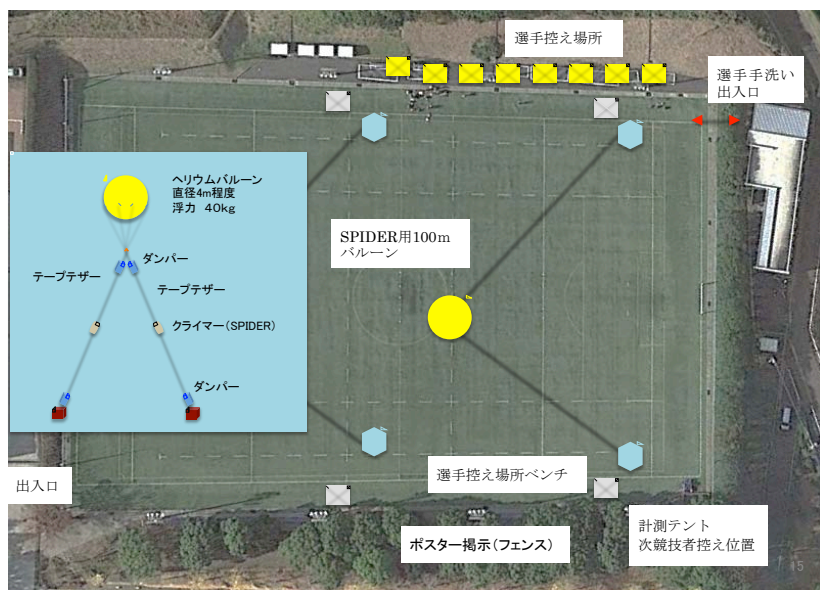 選手控え場所
選手手洗い
出入口
ヘリウムバルーン
直径4m程度
浮力 40kg
ダンパー
テープテザー
テープテザー
クライマー(SPIDER)
ダンパー
SPIDER用100m
バルーン
出入口
選手控え場所ベンチ
ポスター掲示(フェンス)
計測テント
次競技者控え位置